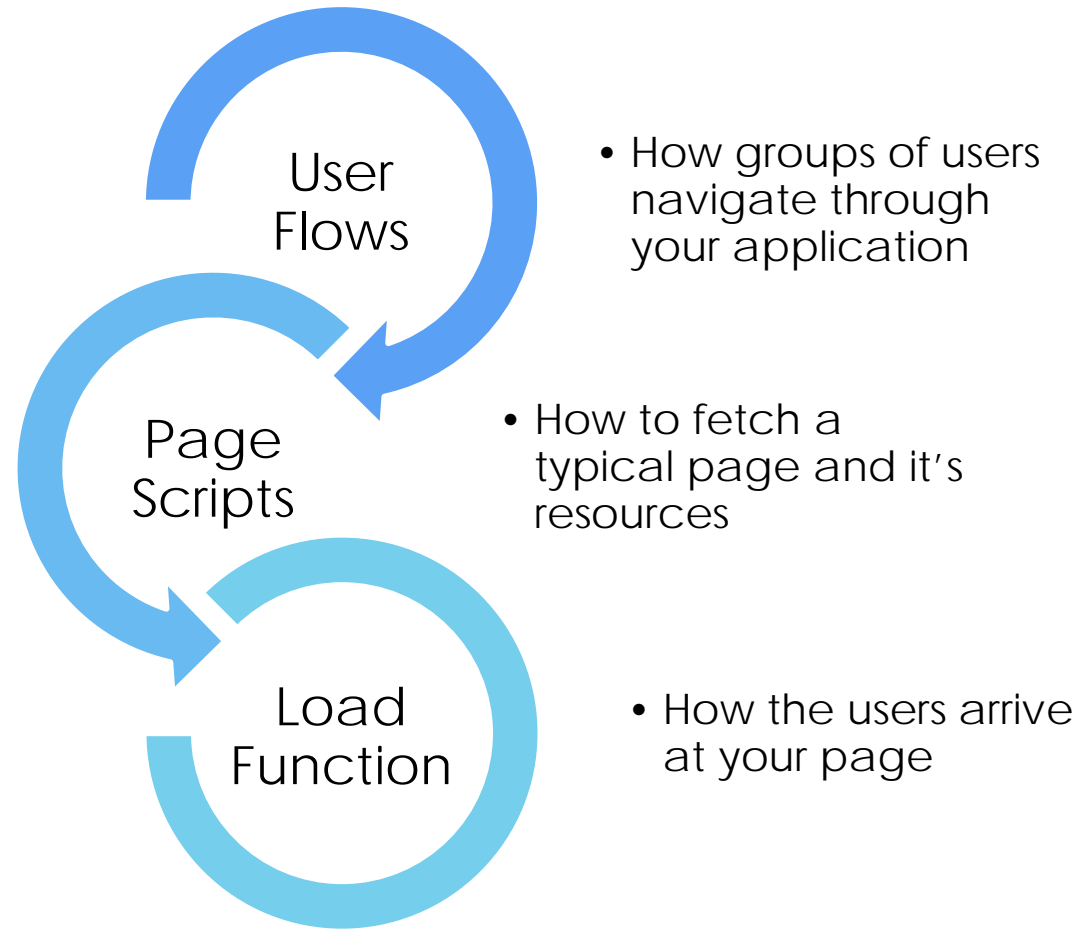 User
Flows
• How groups of users
navigate through
your application
Page
Scripts
• How to fetch a
typical page and it’s
resources
Load
Function
• How the users arrive
at your page